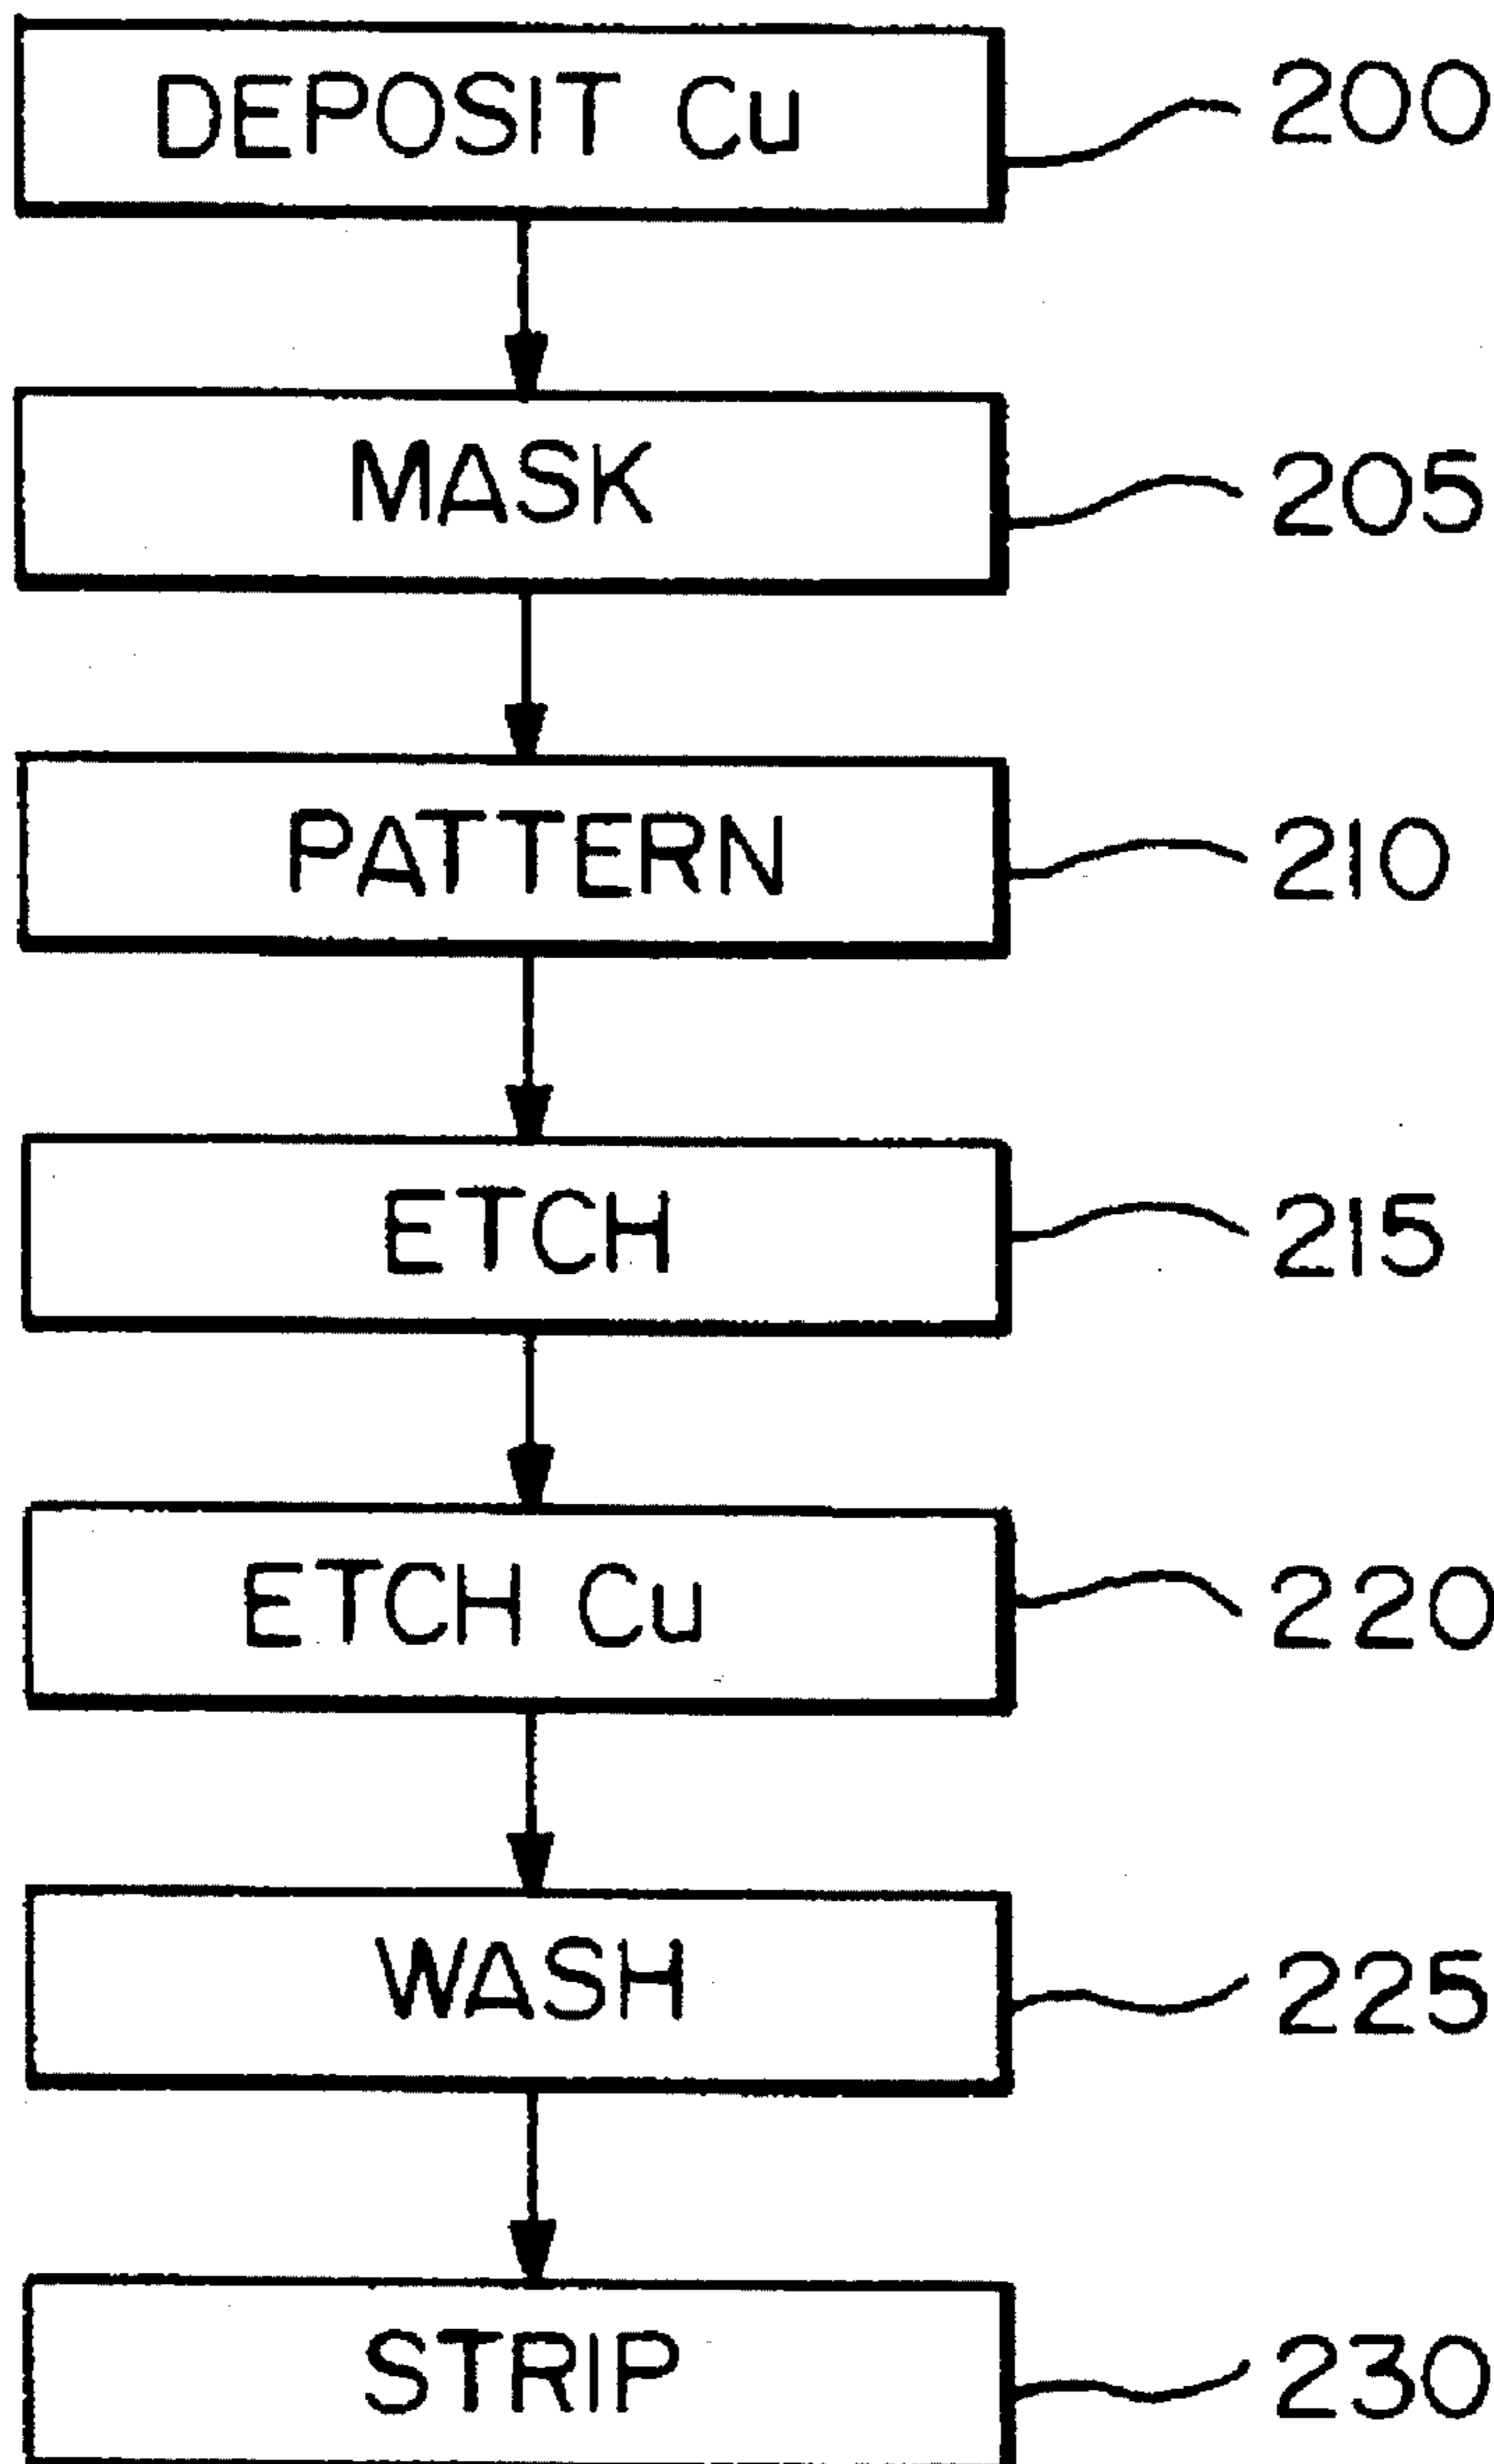 DEPOSIT Cu 200
MASK 205
PATTERN 210
ETCH 215
ETCH Cu 220
WASH 225
STRIP 230